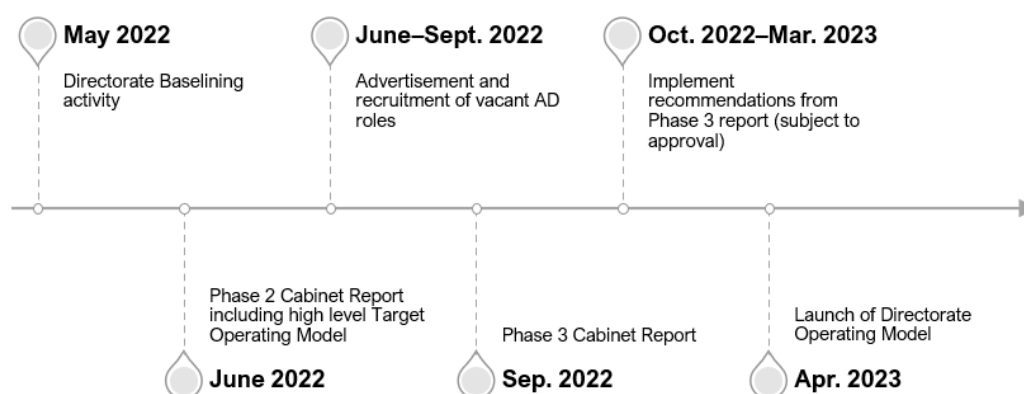 May 2022
Directorate Baselining
activity
June–Sept. 2022
Advertisement and
recruitment of vacant AD
roles
Oct. 2022–Mar. 2023
Implement
recommendations from
Phase 3 report (subject to
approval)
Phase 2 Cabinet Report
including high level Target
Operating Model
June 2022
Phase 3 Cabinet Report
Sep. 2022
Launch of Directorate
Operating Model
Apr. 2023